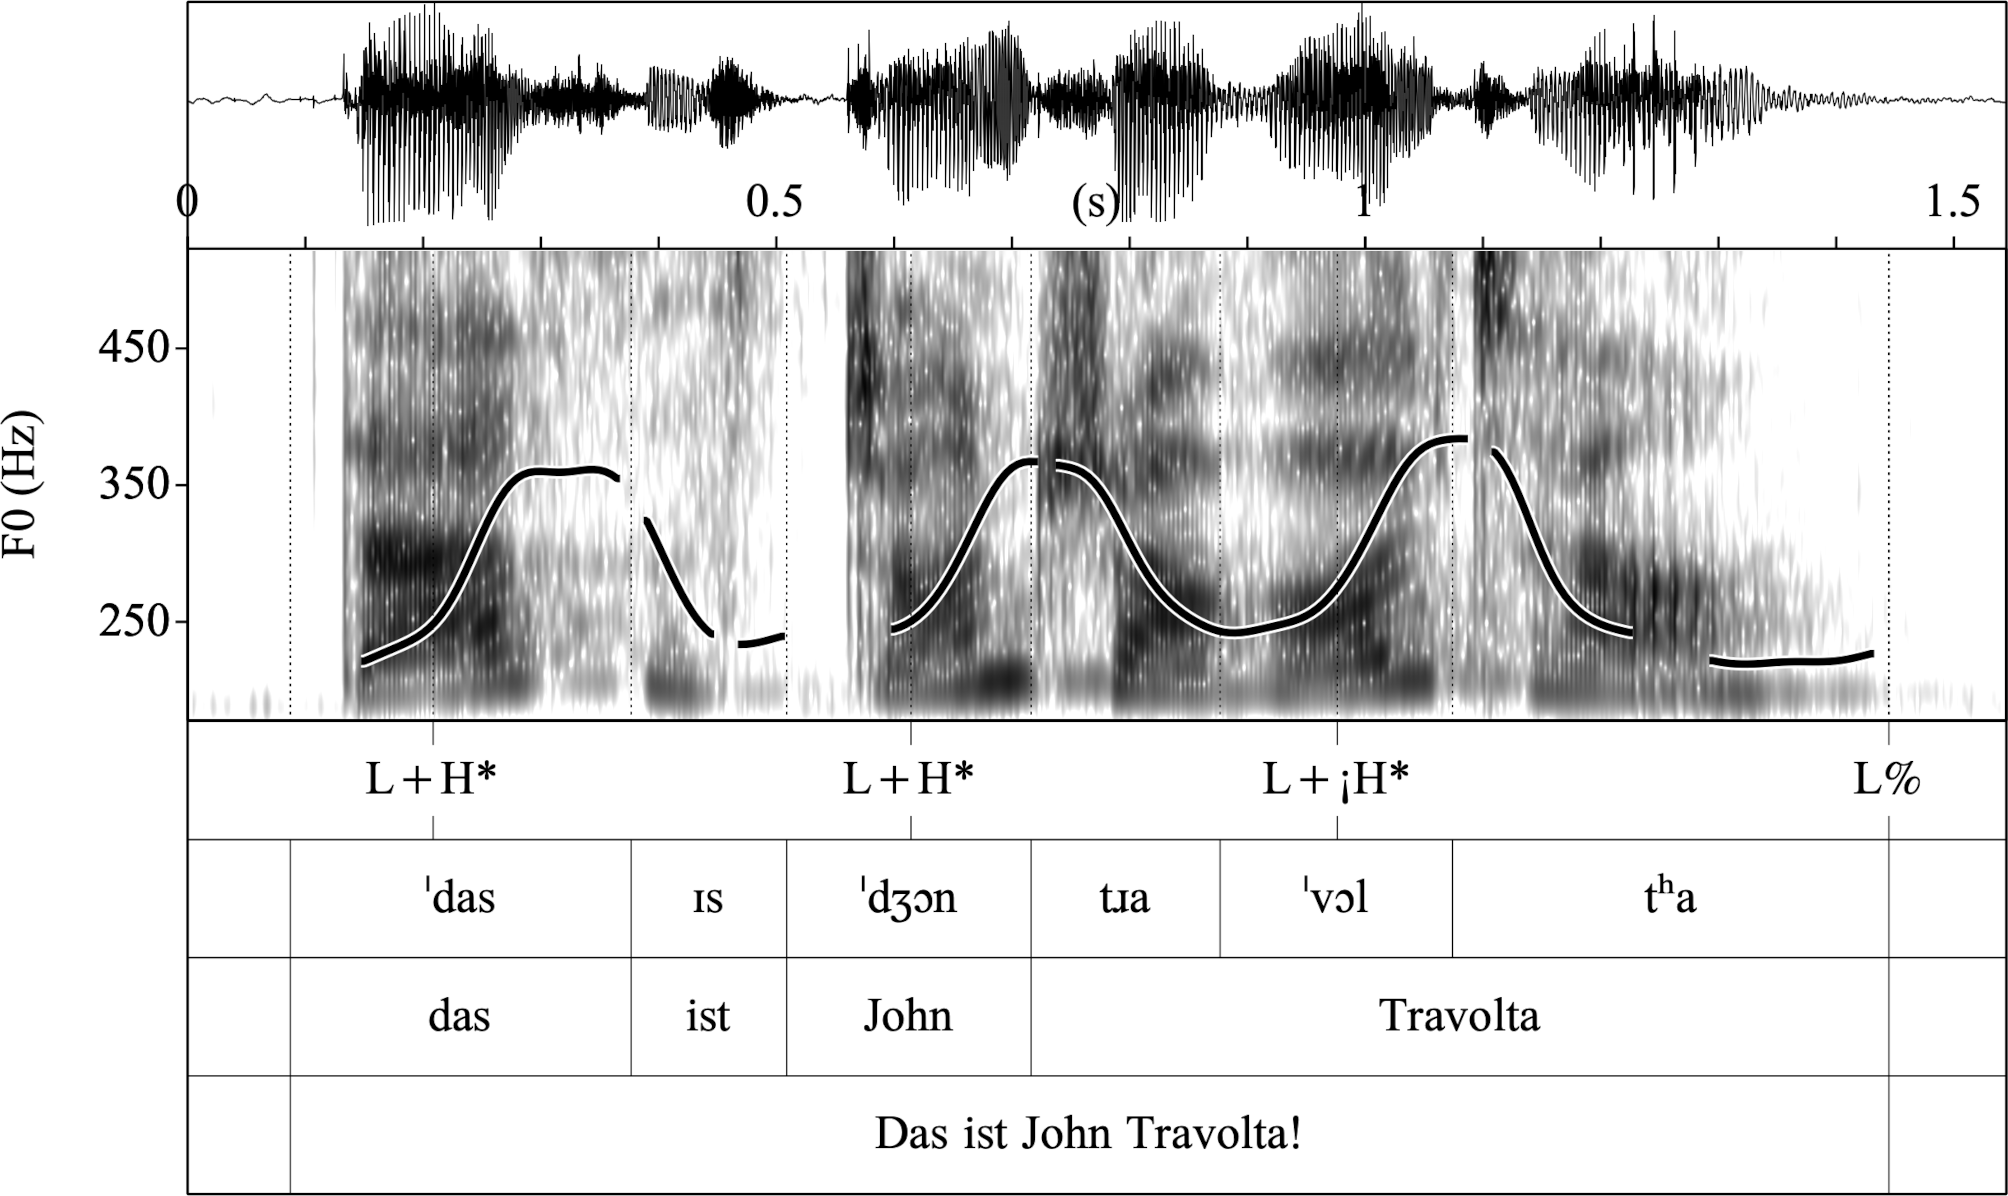 0 0.5 (s) 1 1.5
450
350
250
F0 (Hz)
L+H* L+H* L+¡H* L%
ˈdas ɪs ˈdʒɔn tɹa ˈvɔl tʰa
das ist John Travolta
Das ist John Travolta!